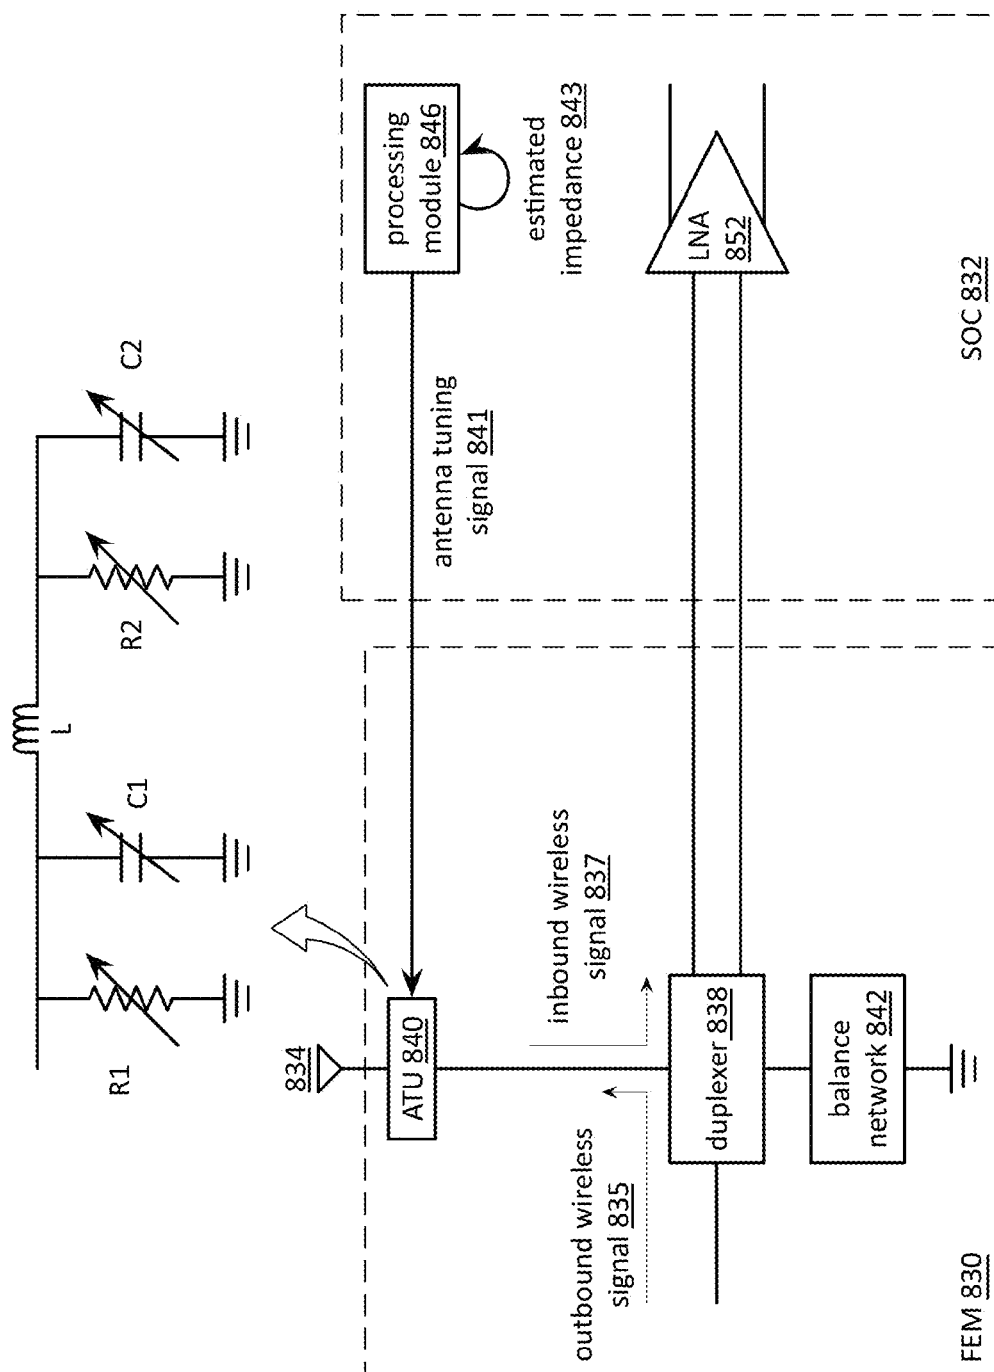 R1
C1
L
R2
C2
834
ATU 840
antenna tuning
signal 841
processing
module 846
estimated
impedance 843
outbound wireless
signal 835
inbound wireless
signal 837
duplexer 838
LNA
852
balance
network 842
FEM 830
SOC 832